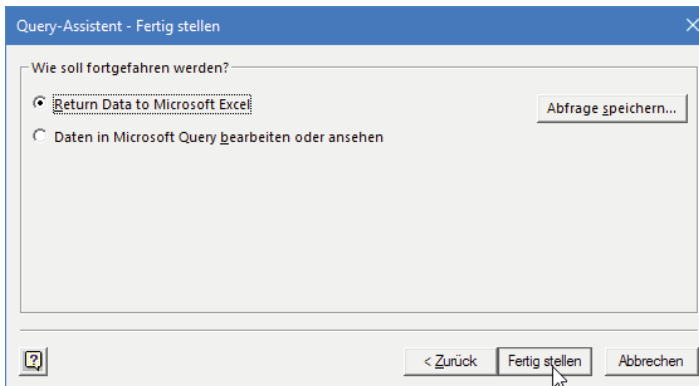 Query-Assistent - Fertig stellen
Wie soll fortgefahren werden?
Return Data to Microsoft Excel
Abfrage speichern...
Daten in Microsoft Query bearbeiten oder ansehen
< Zurück
Fertig stellen
Abbrechen